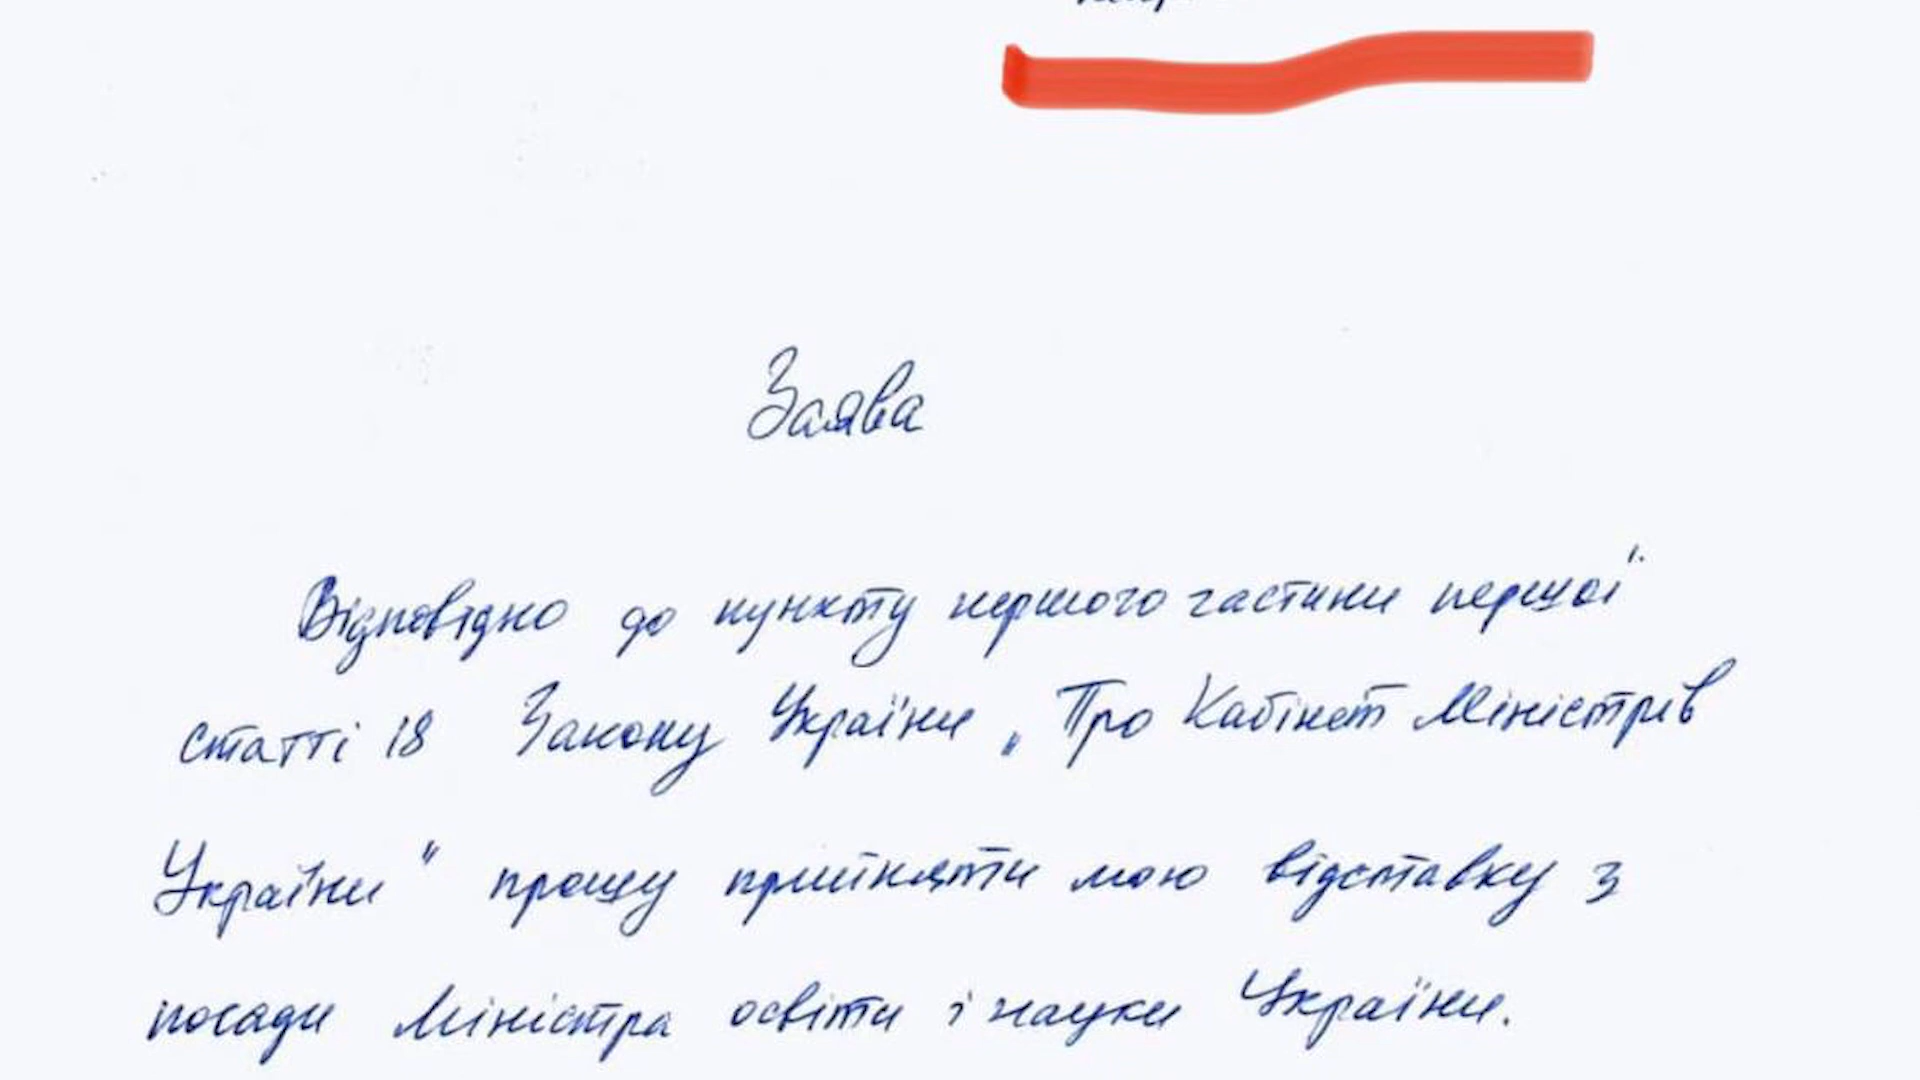 Заява
Відповідно до пункту першого частини першої
статті 18 Закону України „Про Кабінет Міністрів
України" прошу прийняти мою відставку з
посади Міністра освіти і науки України.